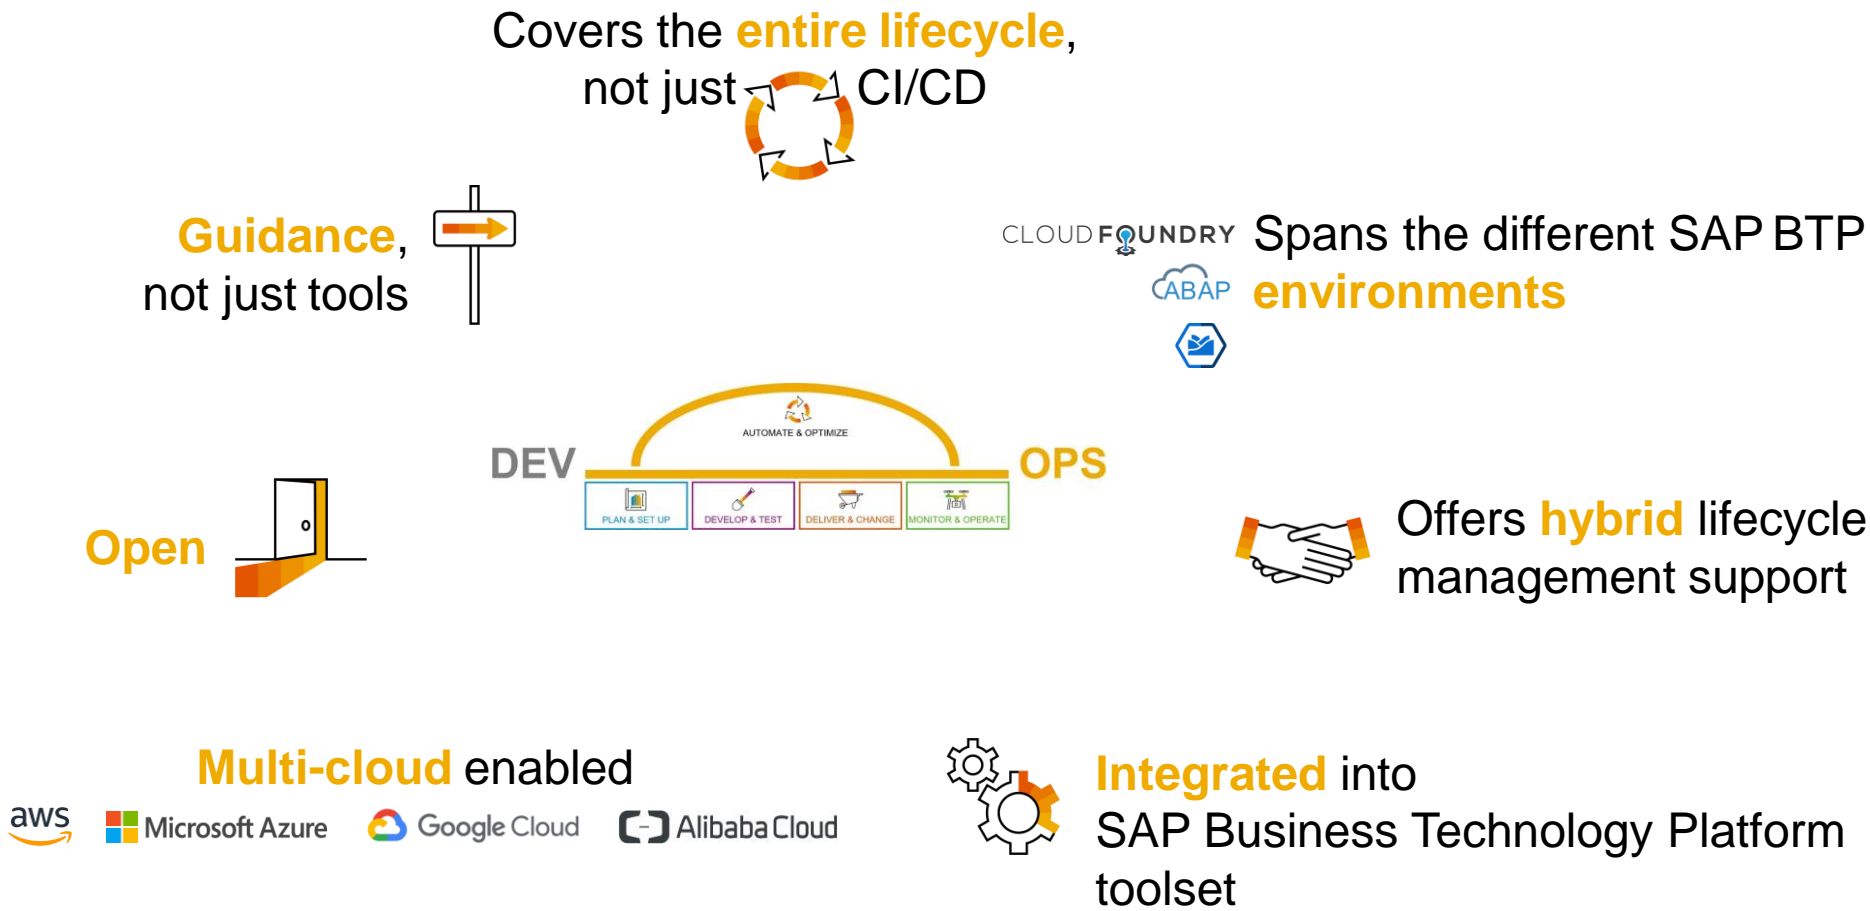 Covers the entire lifecycle,
not just CI/CD
Guidance,
not just tools
CLOUD FOUNDRY
ABAP
Spans the different SAP BTP
environments
AUTOMATE & OPTIMIZE
DEV
OPS
PLAN & SET UP
DEVELOP & TEST
DELIVER & CHANGE
MONITOR & OPERATE
Open
Offers hybrid lifecycle
management support
Multi-cloud enabled
aws
Microsoft Azure
Google Cloud
Alibaba Cloud
Integrated into
SAP Business Technology Platform
toolset